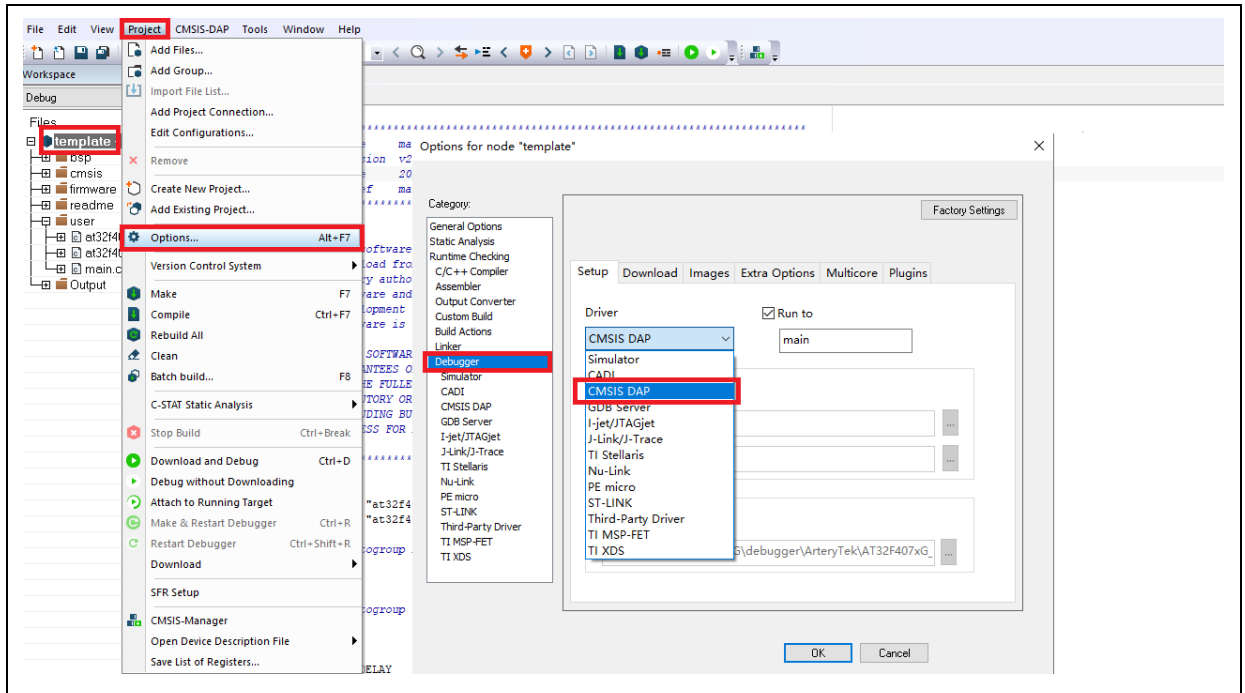 File Edit View Project CMSIS-DAP Tools Window Help
Workspace
Debug
Files
template
bsp
cmsis
firmware
readme
user
main.c
Output
Add Files...
Add Group...
Import File List...
Add Project Connection...
Edit Configurations...
Remove
Create New Project...
Add Existing Project...
Options... Alt+F7
Version Control System
Make F7
Compile Ctrl+F7
Rebuild All
Clean
Batch build... F8
C-STAT Static Analysis
Stop Build Ctrl+Break
Download and Debug Ctrl+D
Debug without Downloading
Attach to Running Target
Make & Restart Debugger Ctrl+R
Restart Debugger Ctrl+Shift+R
Download
SFR Setup
CMSIS-Manager
Open Device Description File
Save List of Registers...
Options for node "template"
Category:
General Options
Static Analysis
Runtime Checking
C/C++ Compiler
Assembler
Output Converter
Custom Build
Build Actions
Linker
Debugger
Simulator
CADI
CMSIS DAP
GDB Server
I-jet/JTAGjet
J-Link/J-Trace
TI Stellaris
Nu-Link
PE micro
ST-LINK
Third-Party Driver
TI MSP-FET
TI XDS
Factory Settings
Setup Download Images Extra Options Multicore Plugins
Driver
Run to
CMSIS DAP
main
Simulator
CADI
CMSIS DAP
GDB Server
I-jet/JTAGjet
J-Link/J-Trace
TI Stellaris
Nu-Link
PE micro
ST-LINK
Third-Party Driver
TI MSP-FET
TI XDS
\debugger\ArteryTek\AT32F407xG_
OK Cancel